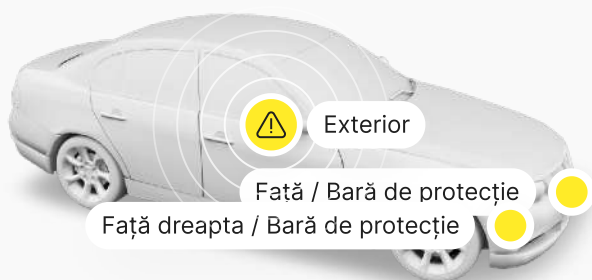 Exterior
Față / Bară de protecție
Față dreapta / Bară de protecție